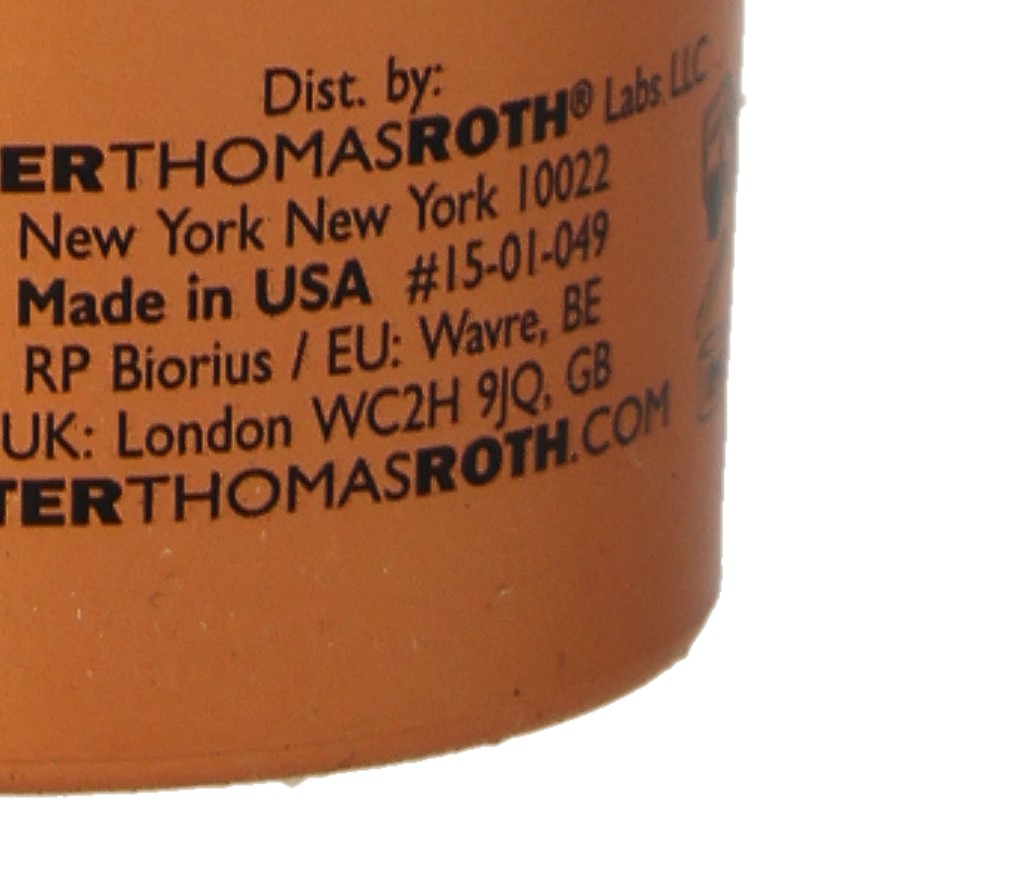 Dist. by:
ERTHOMASROTH® Labs, LLC
New York New York 10022
Made in USA #15-01-049
RP Biorius / EU: Wavre, BE
UK: London WC2H 9JQ, GB
TERTHOMASROTH.COM